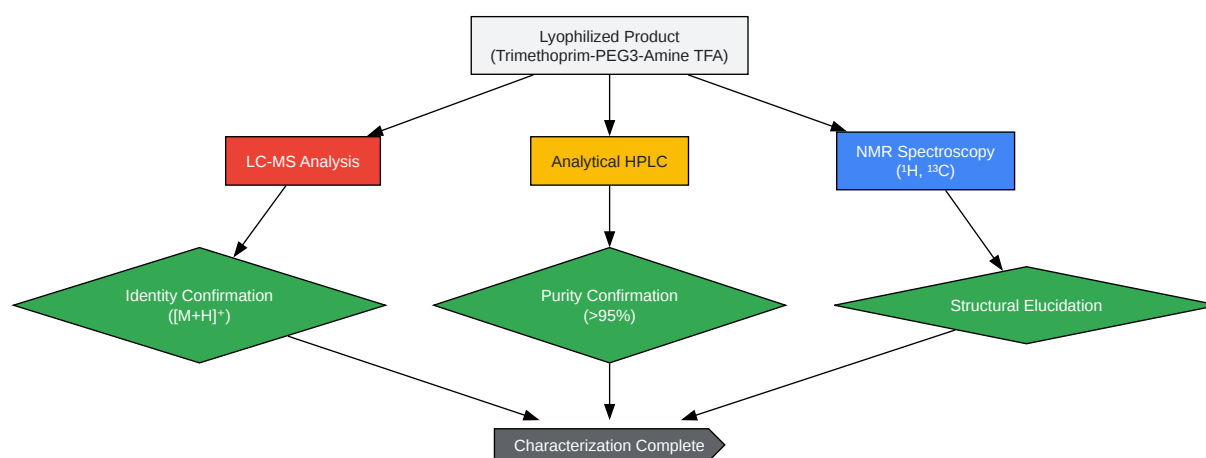 Lyophilized Product
(Trimethoprim-PEG3-Amine TFA)
LC-MS Analysis
Analytical HPLC
NMR Spectroscopy
(¹H, ¹³C)
Identity Confirmation
([M+H]⁺)
Purity Confirmation
(>95%)
Structural Elucidation
Characterization Complete